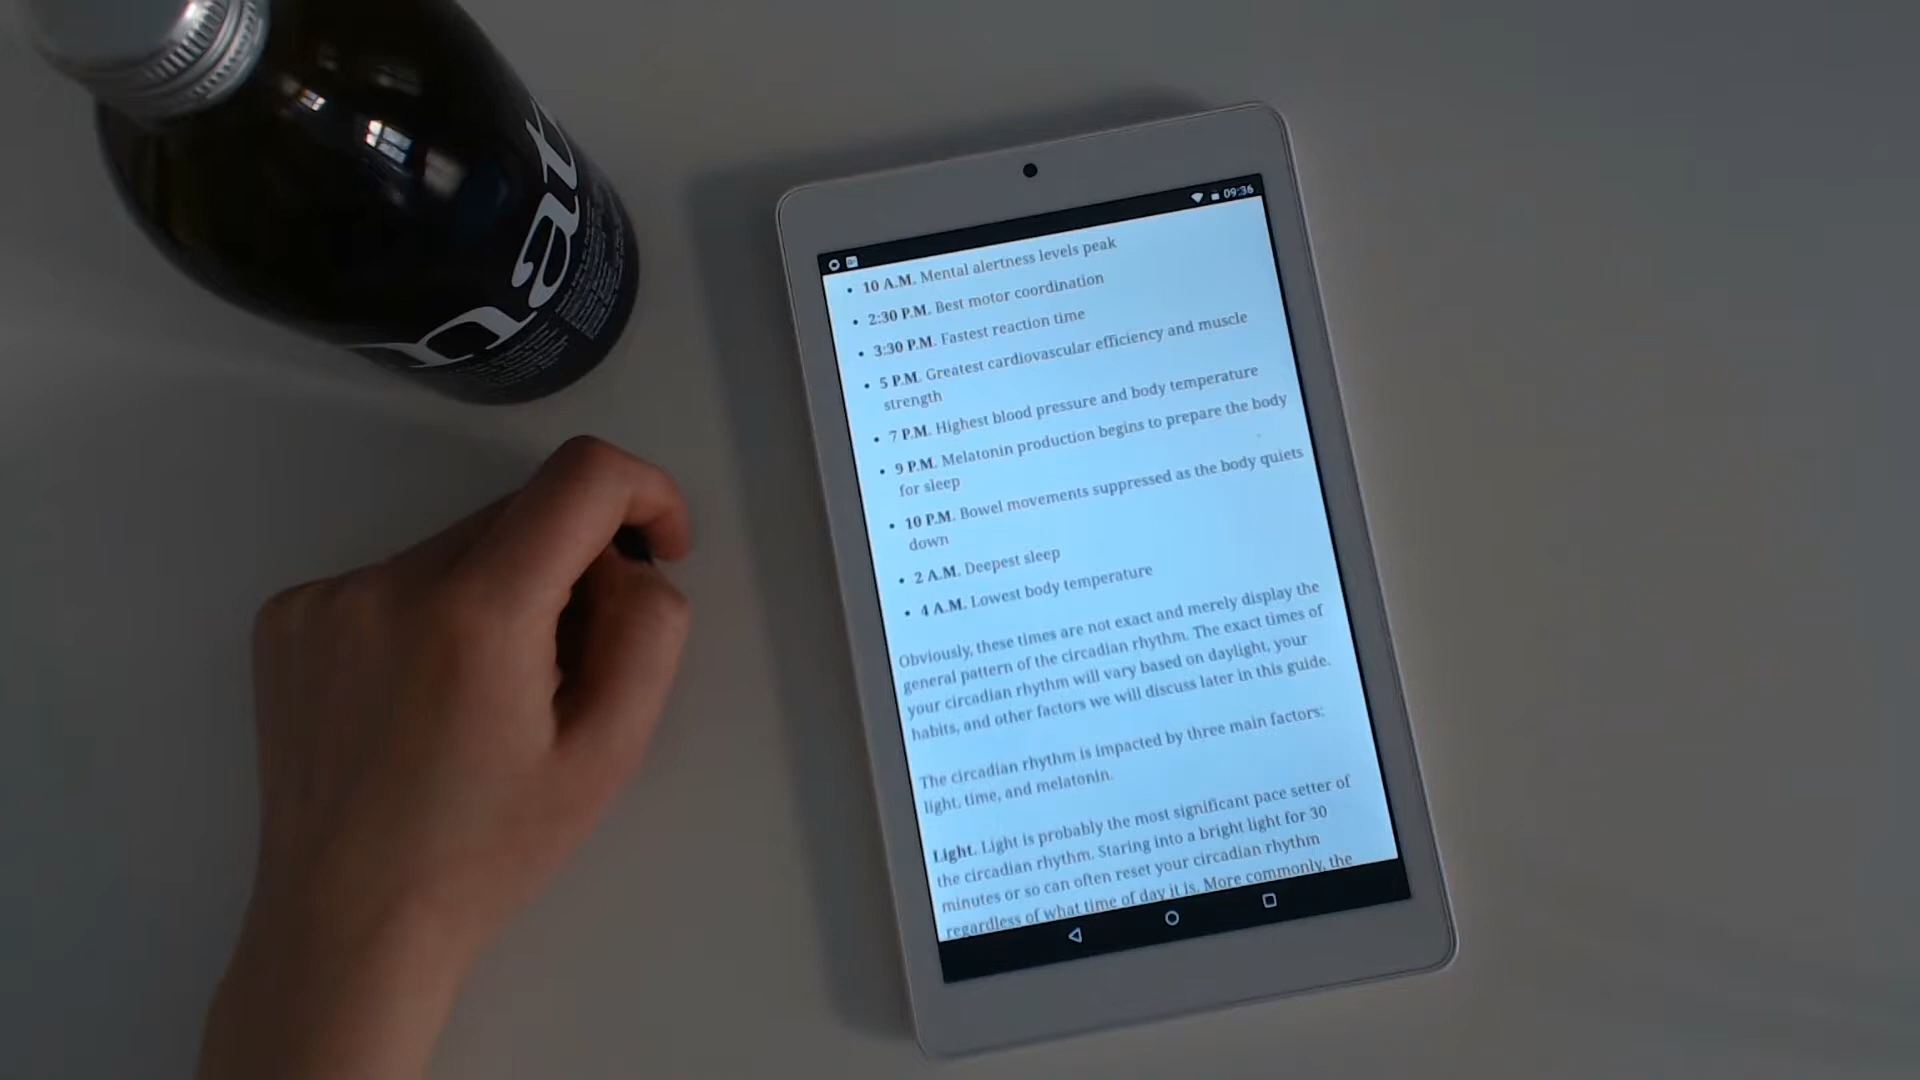 09:36
• 10 A.M. Mental alertness levels peak
• 2:30 P.M. Best motor coordination
• 3:30 P.M. Fastest reaction time
• 5 P.M. Greatest cardiovascular efficiency and muscle
strength
• 7 P.M. Highest blood pressure and body temperature
• 9 P.M. Melatonin production begins to prepare the body
for sleep
• 10 P.M. Bowel movements suppressed as the body quiets
down
• 2 A.M. Deepest sleep
• 4 A.M. Lowest body temperature
Obviously, these times are not exact and merely display the
general pattern of the circadian rhythm. The exact times of
your circadian rhythm will vary based on daylight, your
habits, and other factors we will discuss later in this guide.
The circadian rhythm is impacted by three main factors:
light, time, and melatonin.
Light. Light is probably the most significant pace setter of
the circadian rhythm. Staring into a bright light for 30
minutes or so can often reset your circadian rhythm
regardless of what time of day it is. More commonly, the